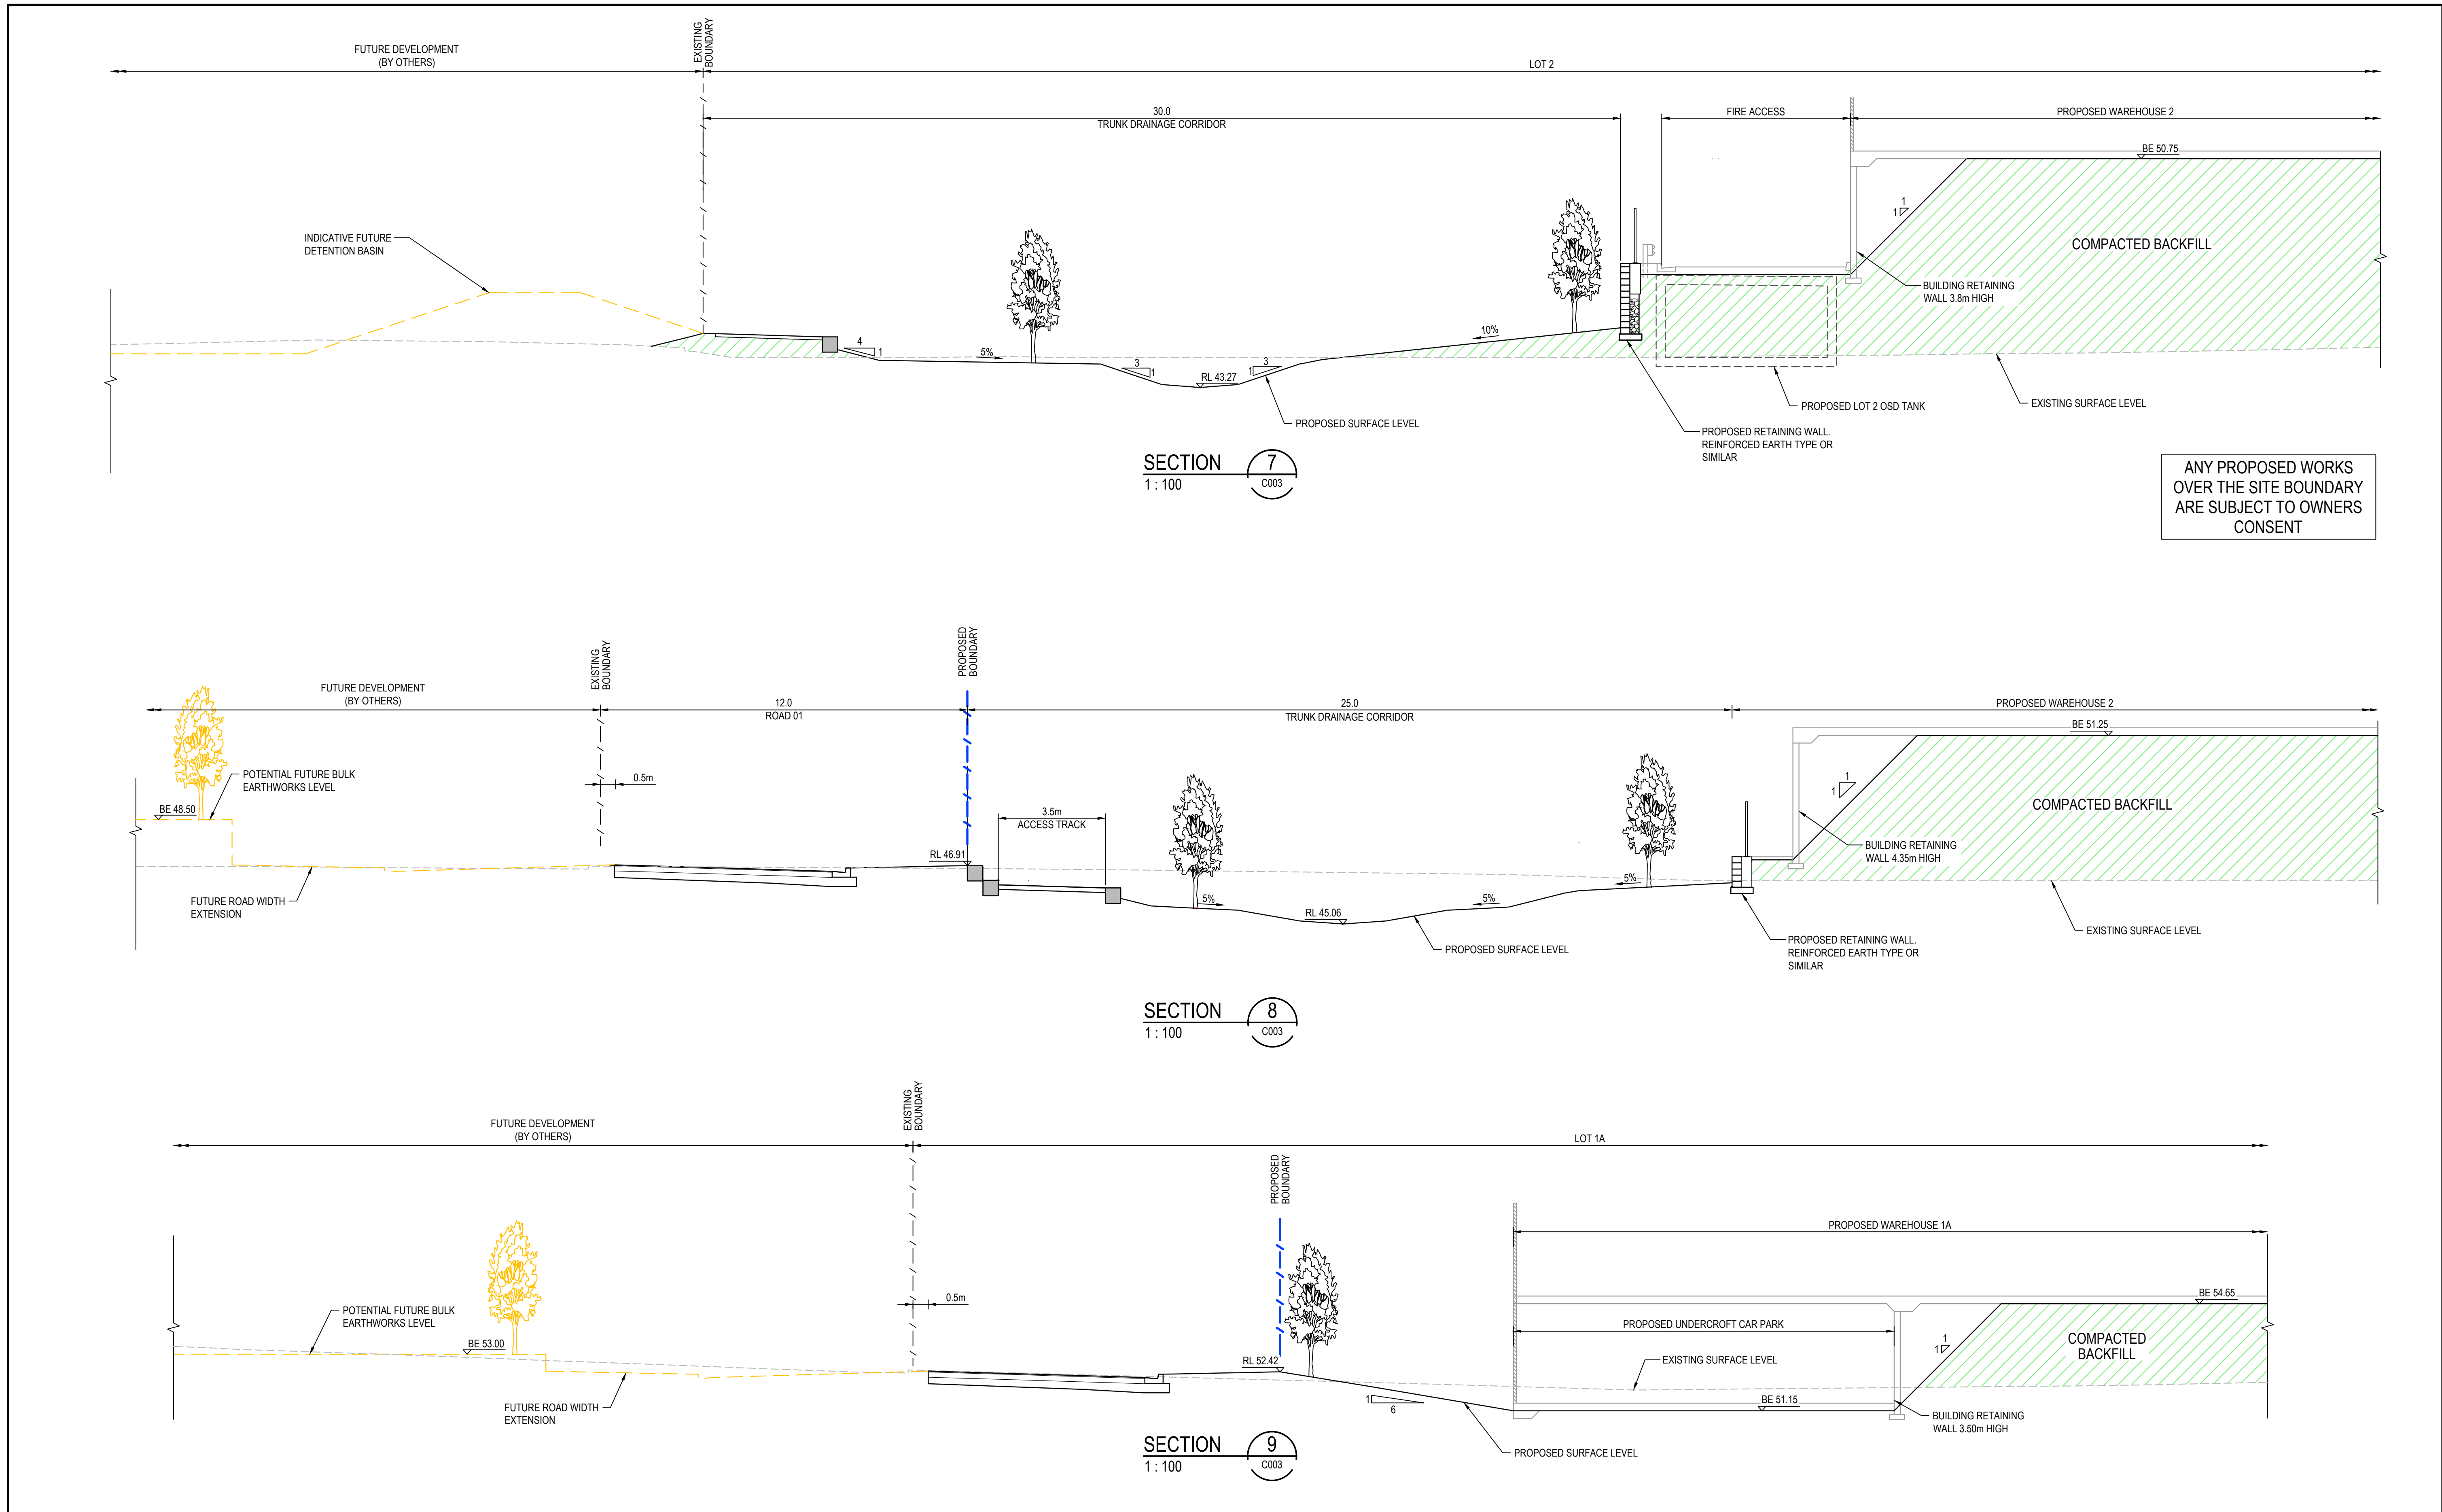 FUTURE DEVELOPMENT
(BY OTHERS)
EXISTING
BOUNDARY
LOT 2
30.0
TRUNK DRAINAGE CORRIDOR
FIRE ACCESS
PROPOSED WAREHOUSE 2
BE 50.75
1
1
COMPACTED BACKFILL
INDICATIVE FUTURE
DETENTION BASIN
BUILDING RETAINING
WALL 3.8m HIGH
4
1
5%
3
1
RL 43.27
1
3
10%
PROPOSED SURFACE LEVEL
PROPOSED LOT 2 OSD TANK
EXISTING SURFACE LEVEL
PROPOSED RETAINING WALL.
REINFORCED EARTH TYPE OR
SIMILAR
SECTION
7
1 : 100
C003
ANY PROPOSED WORKS
OVER THE SITE BOUNDARY
ARE SUBJECT TO OWNERS
CONSENT
FUTURE DEVELOPMENT
(BY OTHERS)
EXISTING
BOUNDARY
12.0
ROAD 01
PROPOSED
BOUNDARY
25.0
TRUNK DRAINAGE CORRIDOR
PROPOSED WAREHOUSE 2
BE 51.25
POTENTIAL FUTURE BULK
EARTHWORKS LEVEL
0.5m
BE 48.50
3.5m
ACCESS TRACK
1
1
COMPACTED BACKFILL
RL 46.91
BUILDING RETAINING
WALL 4.35m HIGH
FUTURE ROAD WIDTH
EXTENSION
5%
RL 45.06
5%
5%
PROPOSED SURFACE LEVEL
PROPOSED RETAINING WALL.
REINFORCED EARTH TYPE OR
SIMILAR
EXISTING SURFACE LEVEL
SECTION
8
1 : 100
C003
FUTURE DEVELOPMENT
(BY OTHERS)
EXISTING
BOUNDARY
LOT 1A
PROPOSED
BOUNDARY
PROPOSED WAREHOUSE 1A
POTENTIAL FUTURE BULK
EARTHWORKS LEVEL
0.5m
BE 54.65
PROPOSED UNDERCROFT CAR PARK
BE 53.00
RL 52.42
EXISTING SURFACE LEVEL
1
1
COMPACTED
BACKFILL
FUTURE ROAD WIDTH
EXTENSION
1
6
BE 51.15
BUILDING RETAINING
WALL 3.50m HIGH
PROPOSED SURFACE LEVEL
SECTION
9
1 : 100
C003